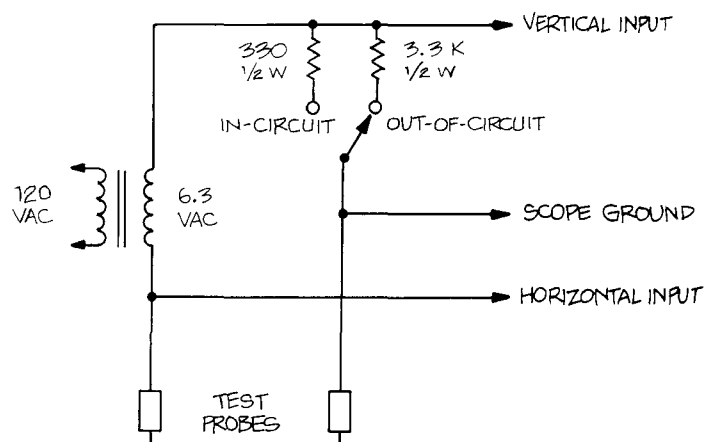 VERTICAL INPUT
330
1/2 W
3.3 K
1/2 W
IN-CIRCUIT
OUT-OF-CIRCUIT
120
VAC
6.3
VAC
SCOPE GROUND
HORIZONTAL INPUT
TEST
PROBES